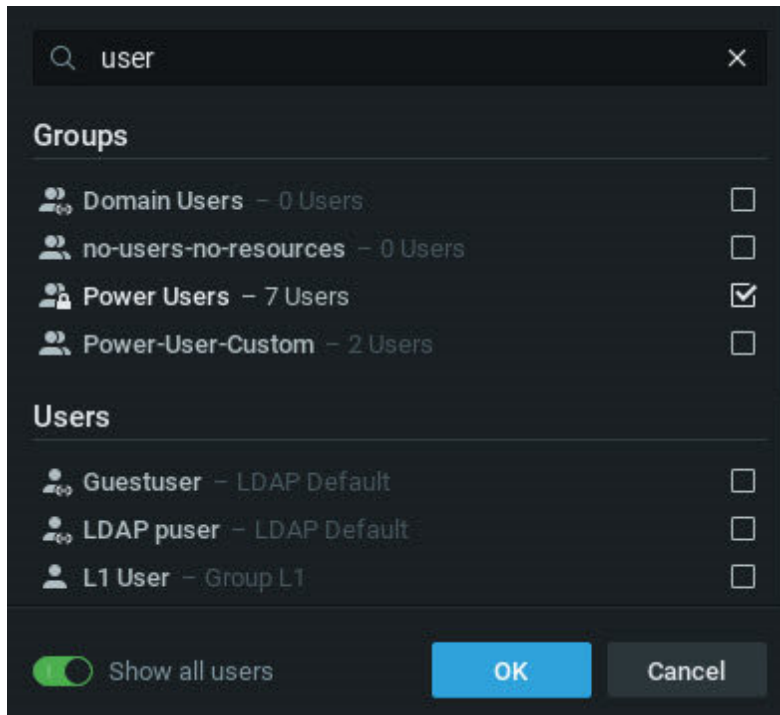 user
Groups
Domain Users – 0 Users
no-users-no-resources – 0 Users
Power Users – 7 Users
Power-User-Custom – 2 Users
Users
Guestuser – LDAP Default
LDAP puser – LDAP Default
L1 User – Group L1
Show all users
OK
Cancel